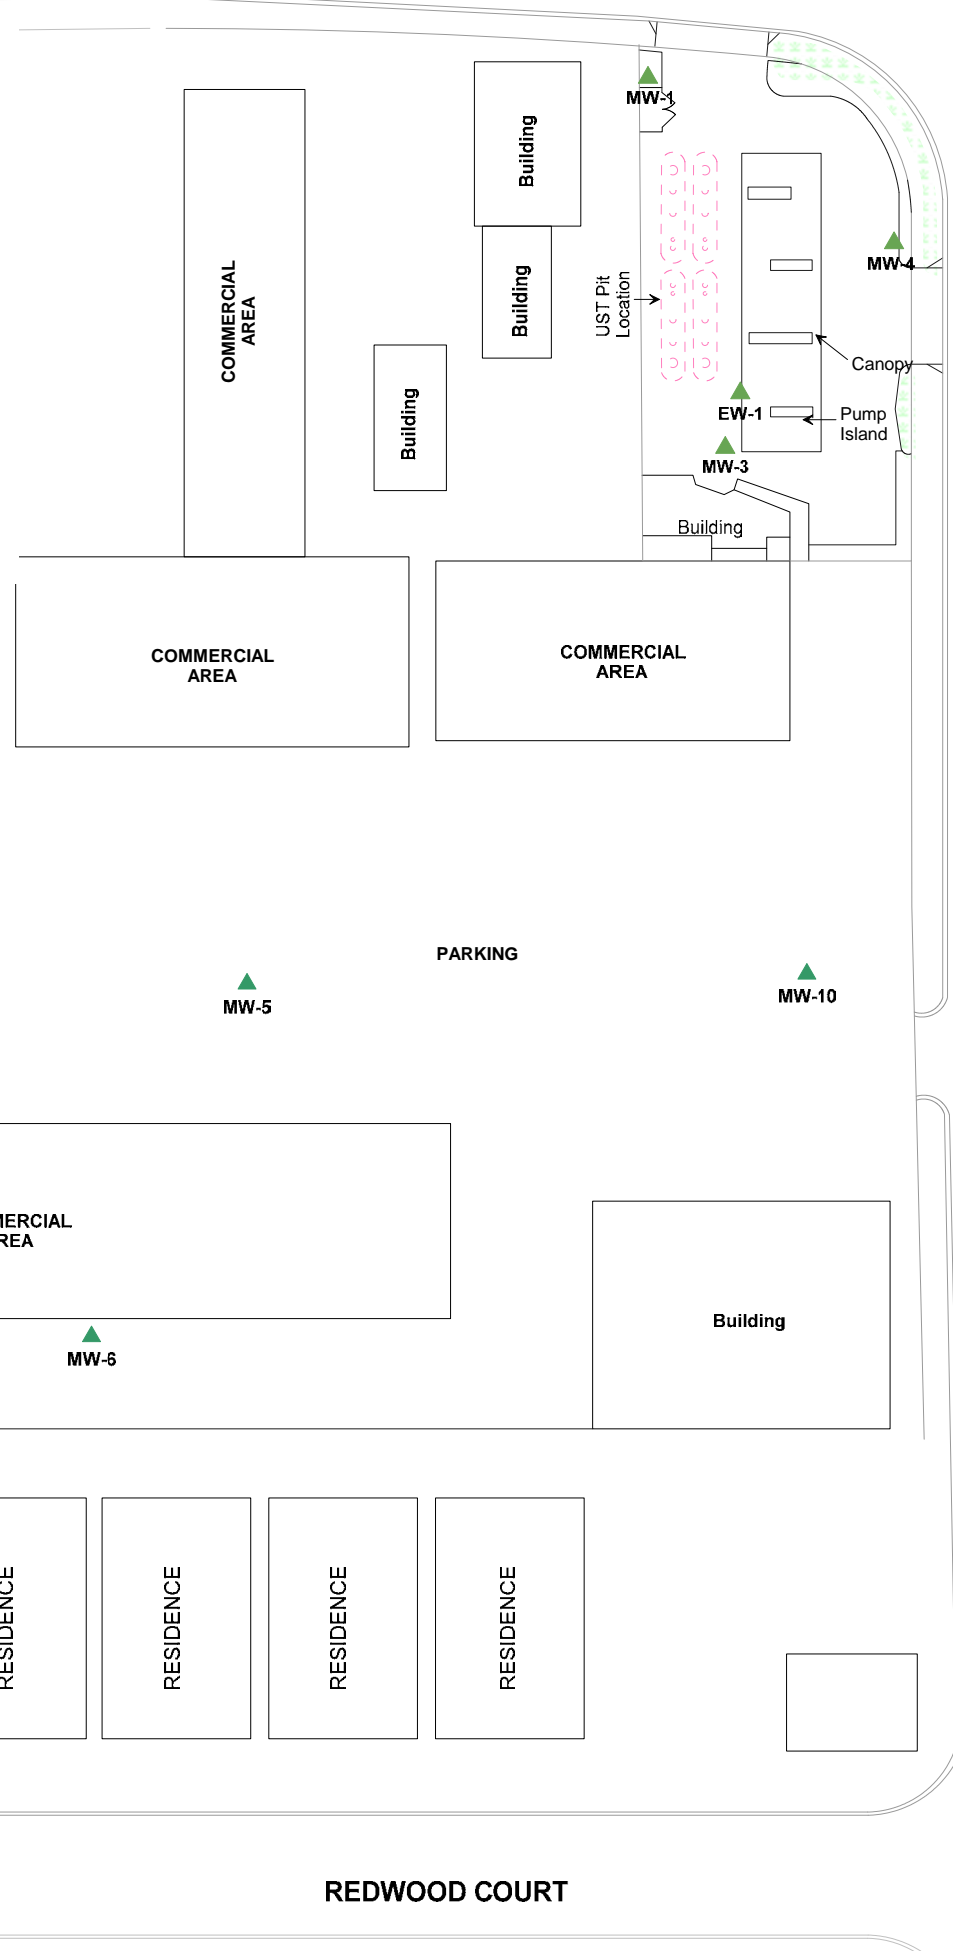 MW-1
Building
COMMERCIAL
AREA
MW-4
Building
UST Pit
Location
Canopy
Building
EW-1
Pump
Island
MW-3
Building
COMMERCIAL
AREA
COMMERCIAL
AREA
PARKING
MW-5
MW-10
MERCIAL
REA
Building
MW-6
RESIDENCE
RESIDENCE
RESIDENCE
RESIDENCE
REDWOOD COURT